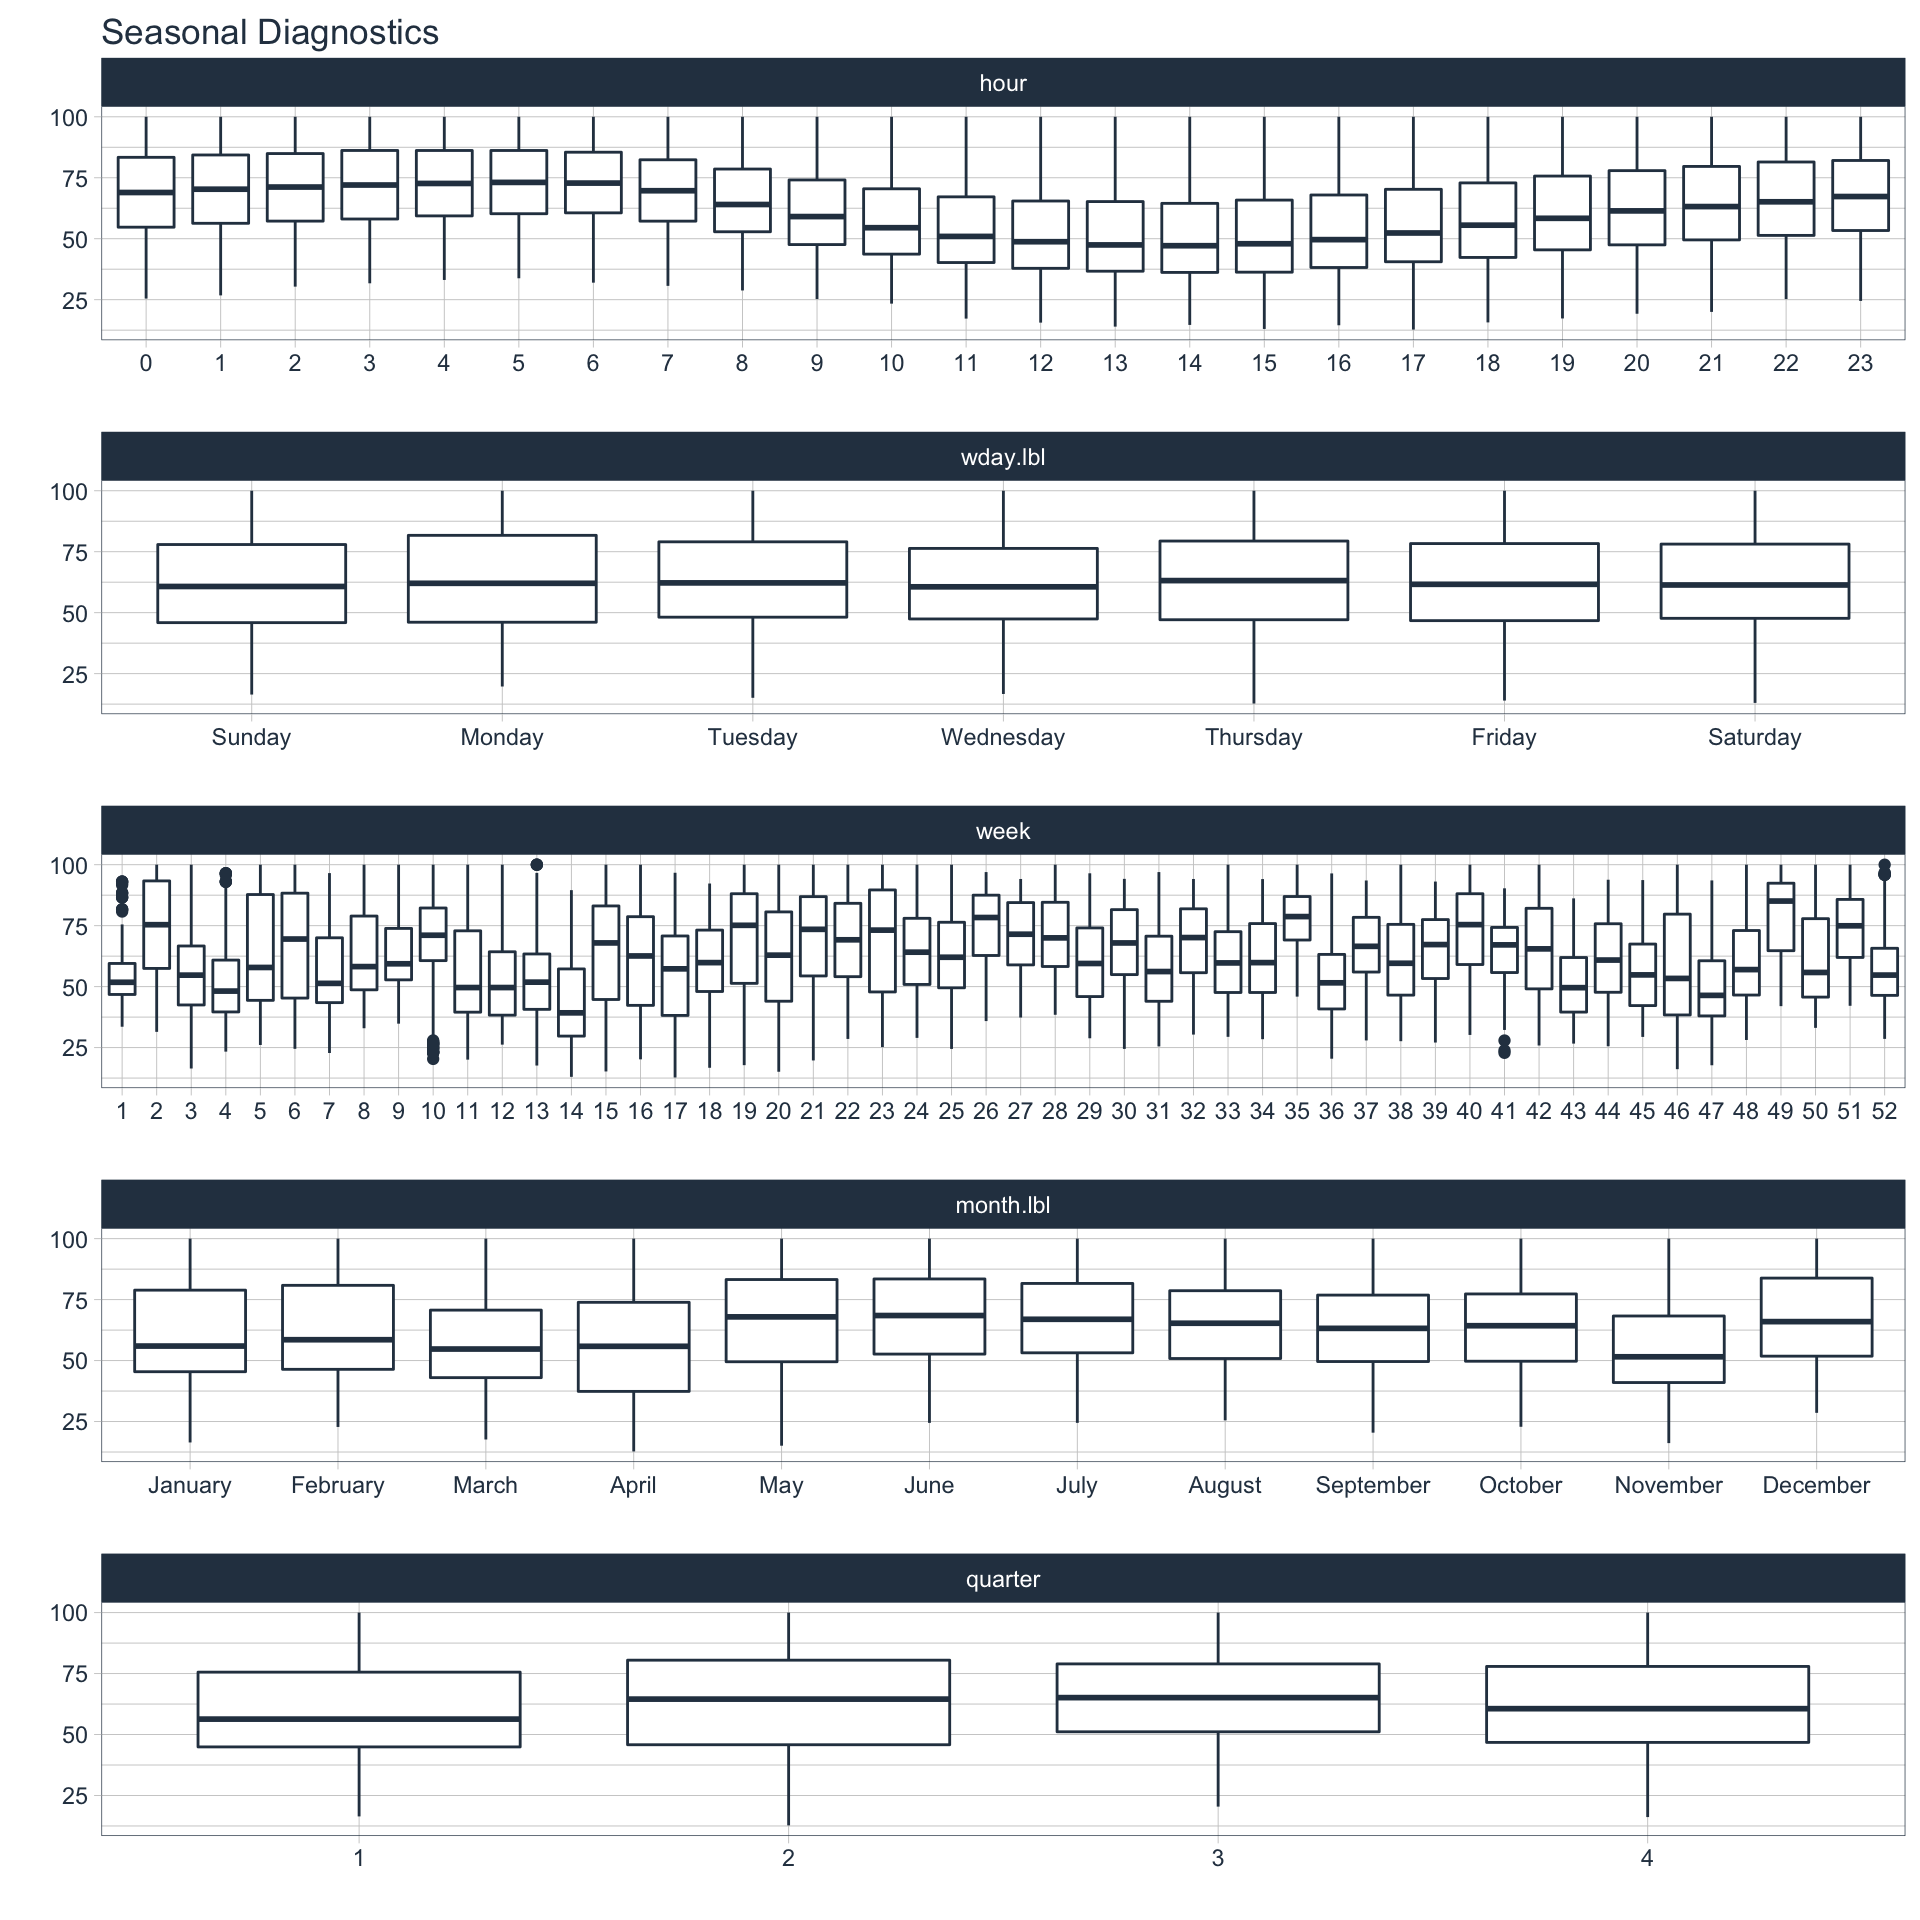 Seasonal Diagnostics
hour
100
75
50
25
0 1 2 3 4 5 6 7 8 9 10 11 12 13 14 15 16 17 18 19 20 21 22 23
wday.lbl
100
75
50
25
Sunday Monday Tuesday Wednesday Thursday Friday Saturday
week
100
75
50
25
1 2 3 4 5 6 7 8 9 10 11 12 13 14 15 16 17 18 19 20 21 22 23 24 25 26 27 28 29 30 31 32 33 34 35 36 37 38 39 40 41 42 43 44 45 46 47 48 49 50 51 52
month.lbl
100
75
50
25
January February March April May June July August September October November December
quarter
100
75
50
25
1 2 3 4